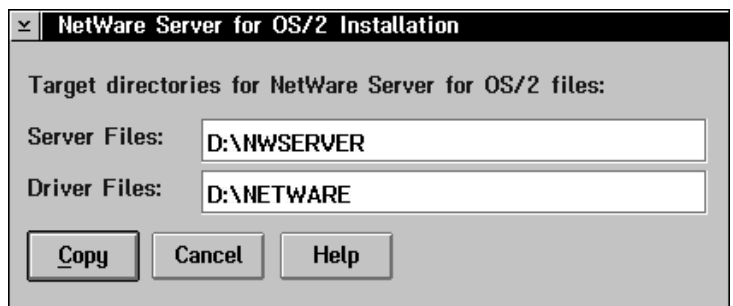 NetWare Server for OS/2 Installation
Target directories for NetWare Server for OS/2 files:
Server Files: D:\NWSERVER
Driver Files: D:\NETWARE
Copy Cancel Help